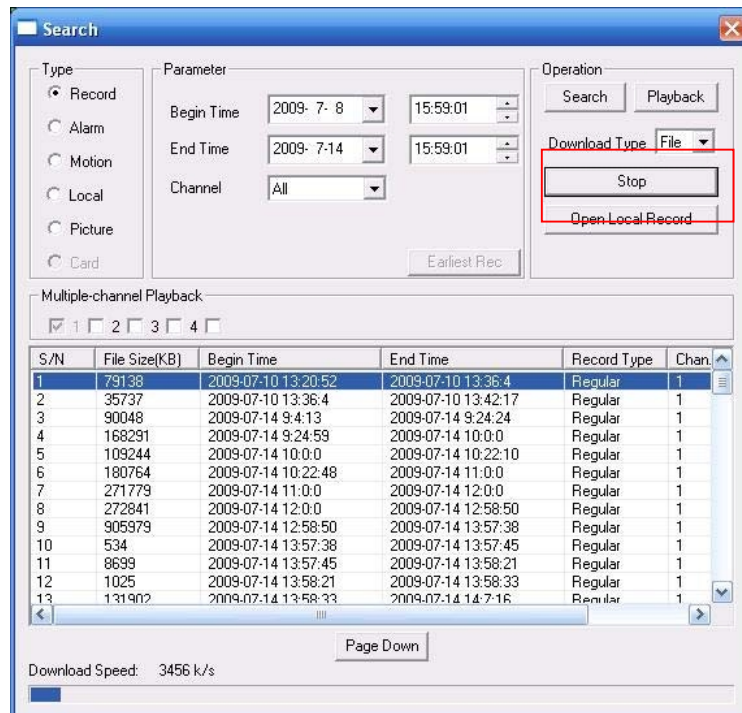 Search
Type
Record
Alarm
Motion
Local
Picture
Card
Parameter
Begin Time 2009- 7- 8 15:59:01
End Time 2009- 7-14 15:59:01
Channel All
Earliest Rec
Operation
Search Playback
Download Type File
Stop
Open Local Record
Multiple-channel Playback
1 2 3 4
S/N File Size(KB) Begin Time End Time Record Type Chan.
1 79138 2009-07-10 13:20:52 2009-07-10 13:36:4 Regular 1
2 35737 2009-07-10 13:36:4 2009-07-10 13:42:17 Regular 1
3 90048 2009-07-14 9:4:13 2009-07-14 9:24:24 Regular 1
4 168291 2009-07-14 9:24:59 2009-07-14 10:0:0 Regular 1
5 109244 2009-07-14 10:0:0 2009-07-14 10:22:10 Regular 1
6 180764 2009-07-14 10:22:48 2009-07-14 11:0:0 Regular 1
7 271779 2009-07-14 11:0:0 2009-07-14 12:0:0 Regular 1
8 272841 2009-07-14 12:0:0 2009-07-14 12:58:50 Regular 1
9 905979 2009-07-14 12:58:50 2009-07-14 13:57:38 Regular 1
10 534 2009-07-14 13:57:38 2009-07-14 13:57:45 Regular 1
11 8699 2009-07-14 13:57:45 2009-07-14 13:58:21 Regular 1
12 1025 2009-07-14 13:58:21 2009-07-14 13:58:33 Regular 1
13 131902 2009-07-14 13:58:33 2009-07-14 14:7:16 Regular 1
Page Down
Download Speed: 3456 k/s